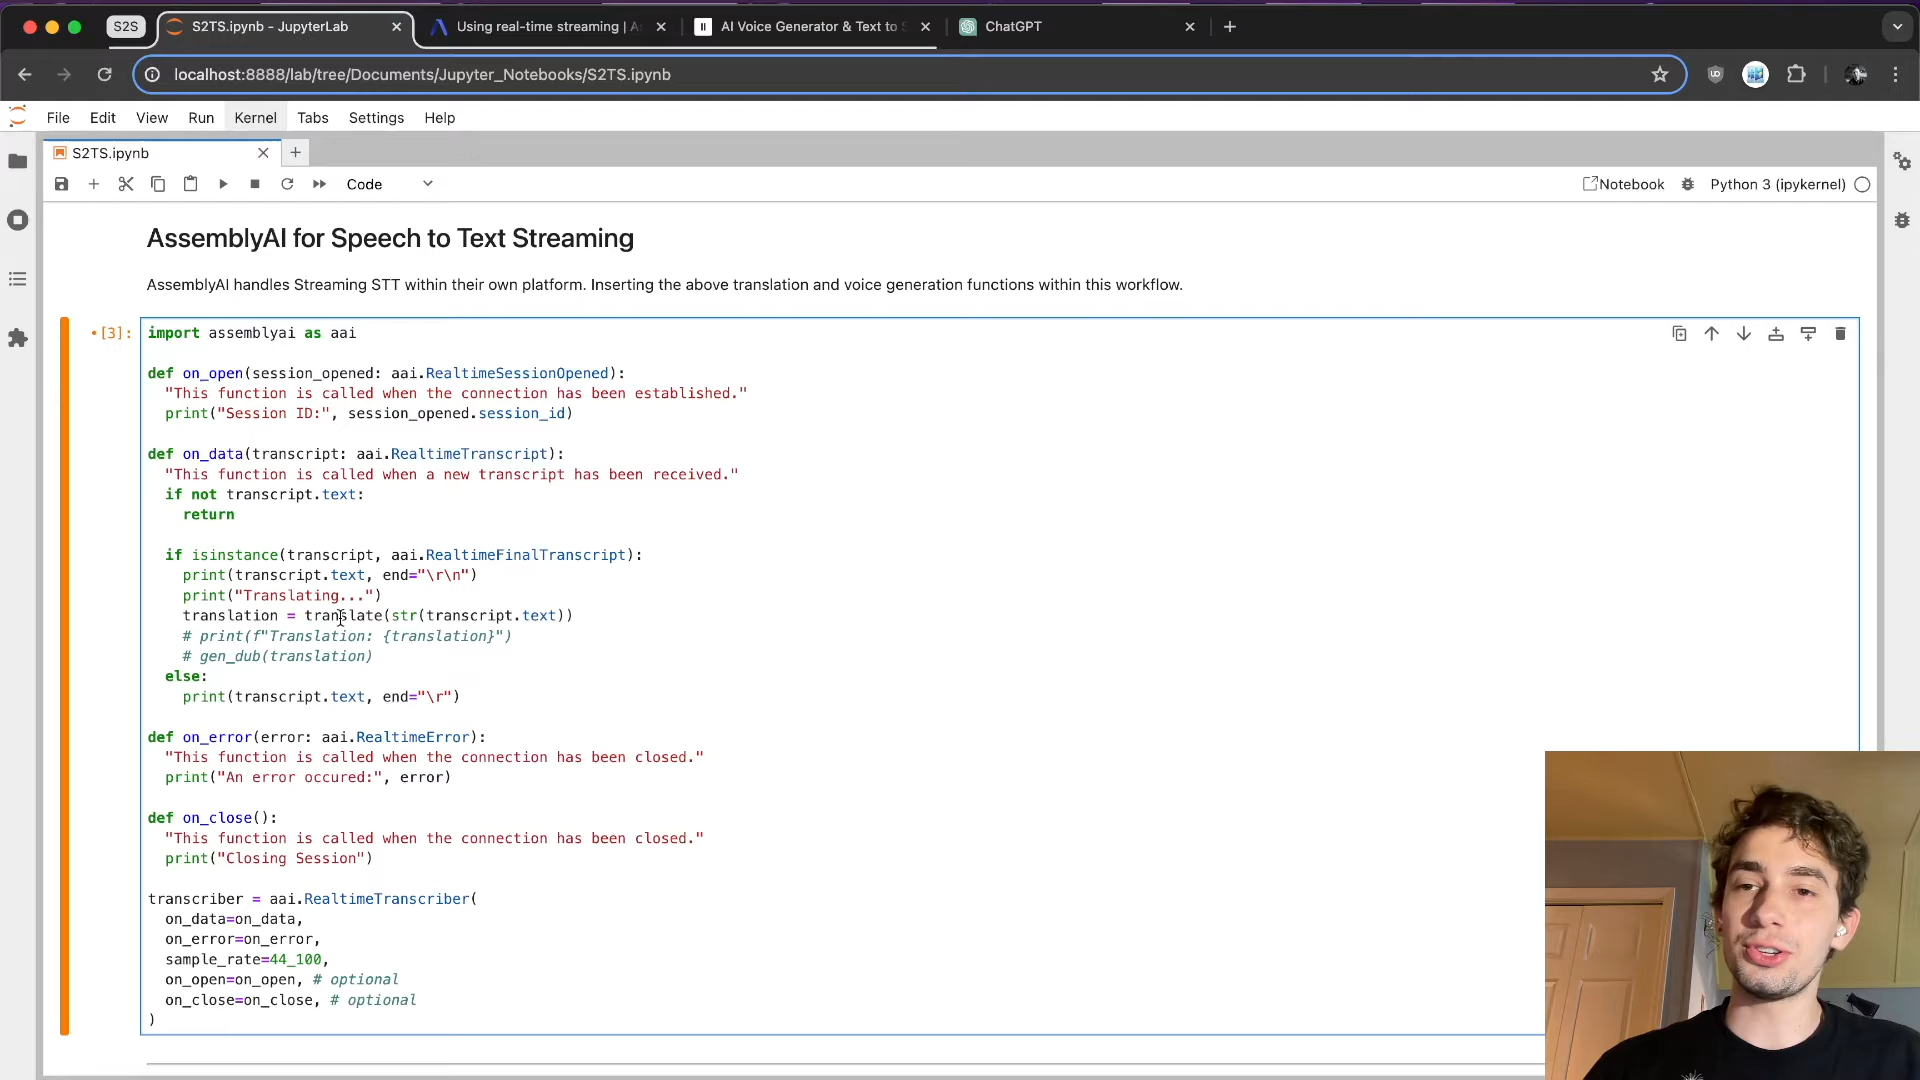 S2S
S2TS.ipynb - JupyterLab
Using real-time streaming | A
AI Voice Generator & Text to S
ChatGPT
localhost:8888/lab/tree/Documents/Jupyter_Notebooks/S2TS.ipynb
File Edit View Run Kernel Tabs Settings Help
S2TS.ipynb
Code
Notebook
Python 3 (ipykernel)
AssemblyAI for Speech to Text Streaming
AssemblyAI handles Streaming STT within their own platform. Inserting the above translation and voice generation functions within this workflow.
[3]:
import assemblyai as aai
def on_open(session_opened: aai.RealtimeSessionOpened):
"This function is called when the connection has been established."
print("Session ID:", session_opened.session_id)
def on_data(transcript: aai.RealtimeTranscript):
"This function is called when a new transcript has been received."
if not transcript.text:
return
if isinstance(transcript, aai.RealtimeFinalTranscript):
print(transcript.text, end="\r\n")
print("Translating...")
translation = translate(str(transcript.text))
# print(f"Translation: {translation}")
# gen_dub(translation)
else:
print(transcript.text, end="\r")
def on_error(error: aai.RealtimeError):
"This function is called when the connection has been closed."
print("An error occured:", error)
def on_close():
"This function is called when the connection has been closed."
print("Closing Session")
transcriber = aai.RealtimeTranscriber(
on_data=on_data,
on_error=on_error,
sample_rate=44_100,
on_open=on_open, # optional
on_close=on_close, # optional
)